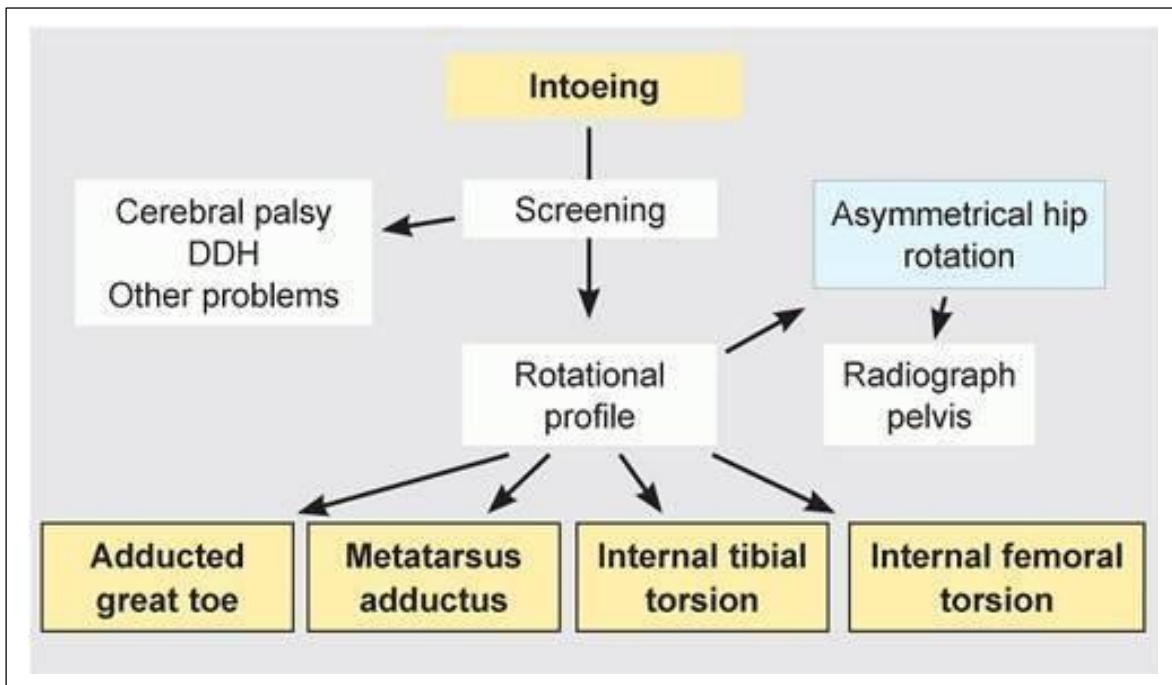 Intoeing
Screening
Cerebral palsy
DDH
Other problems
Asymmetrical hip
rotation
Rotational
profile
Radiograph
pelvis
Adducted
great toe
Metatarsus
adductus
Internal tibial
torsion
Internal femoral
torsion